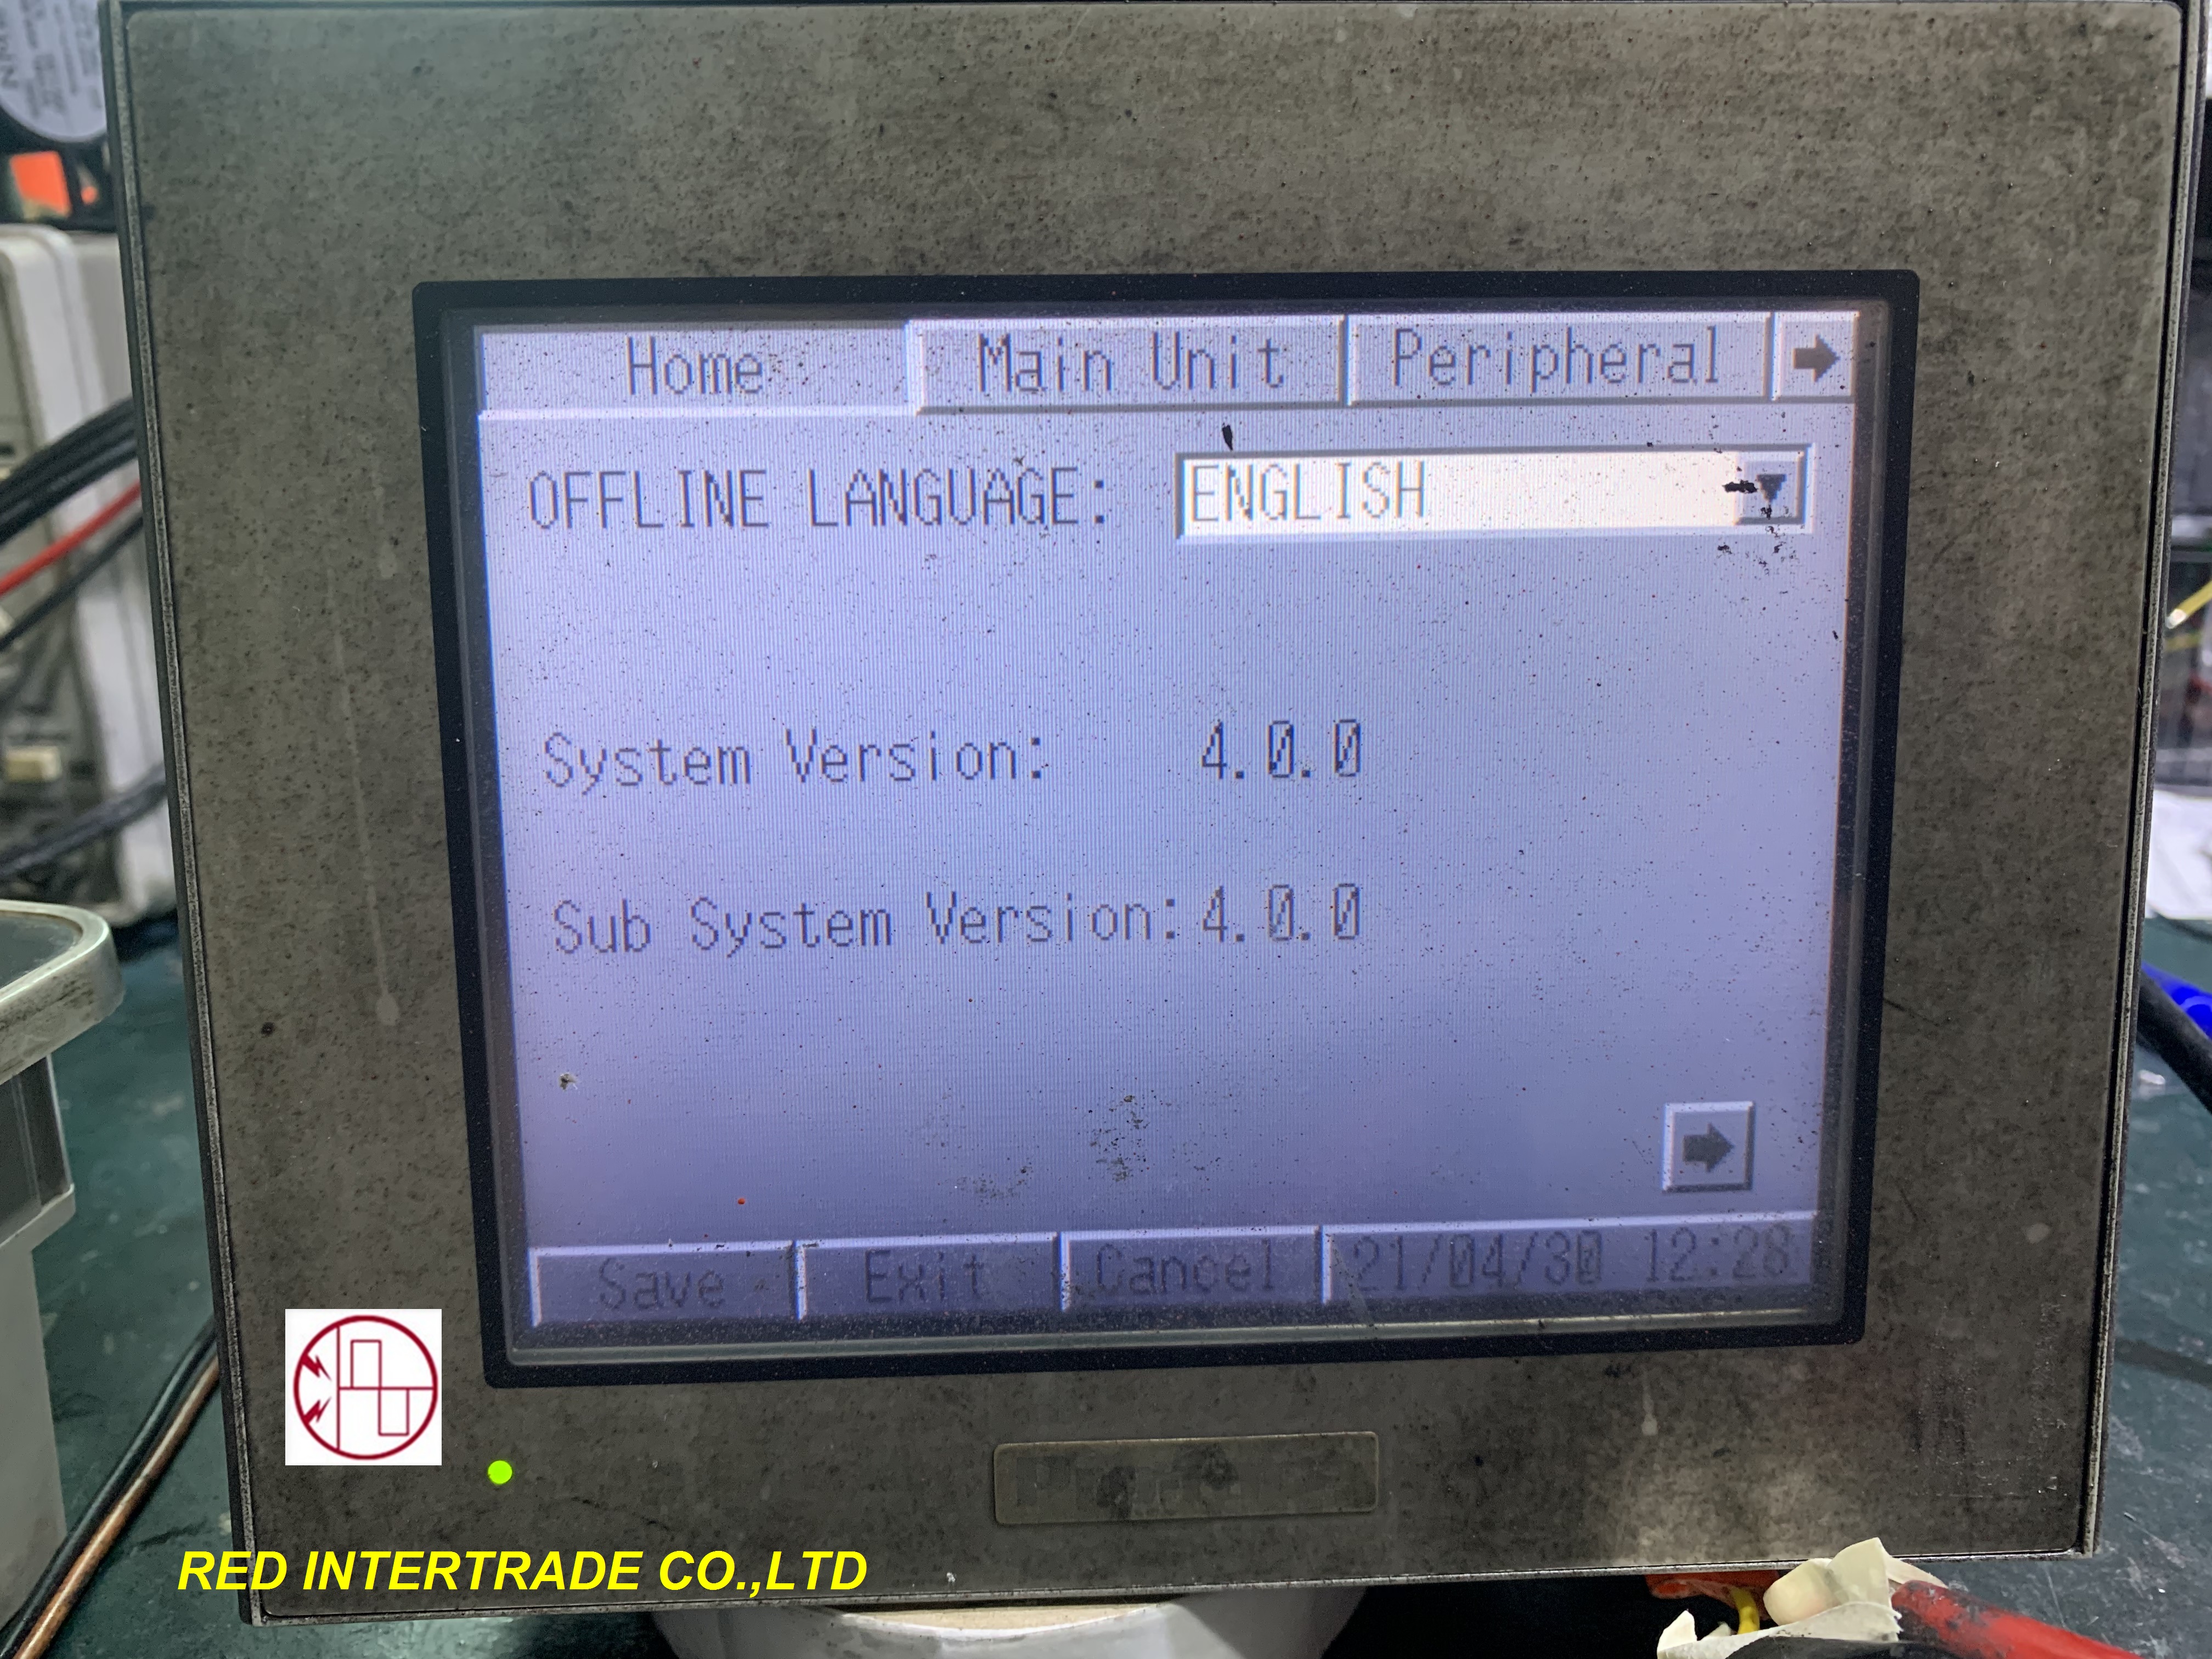 Home Main Unit Peripheral
OFFLINE LANGUAGE: ENGLISH
System Version: 4.0.0
Sub System Version: 4.0.0
Save Exit Cancel 21/04/30 12:28
RED INTERTRADE CO.,LTD